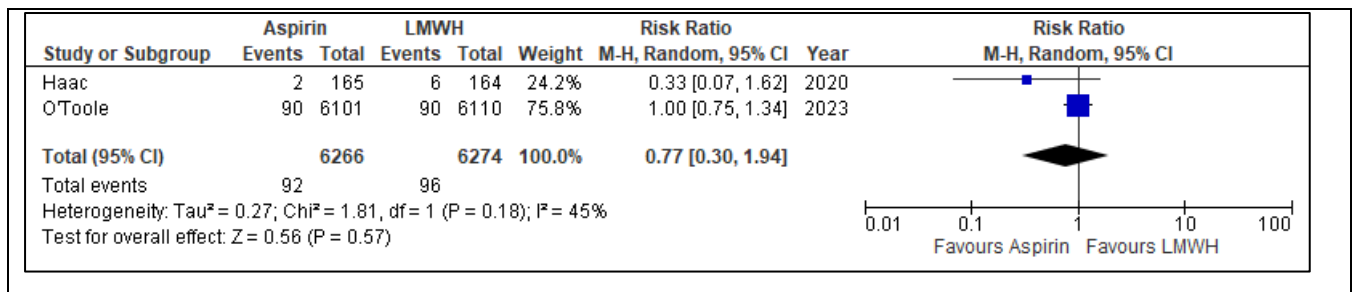 Aspirin LMWH Risk Ratio Risk Ratio
Study or Subgroup Events Total Events Total Weight M-H, Random, 95% CI Year M-H, Random, 95% CI
Haac 2 165 6 164 24.2% 0.33 [0.07, 1.62] 2020
O'Toole 90 6101 90 6110 75.8% 1.00 [0.75, 1.34] 2023
Total (95% CI) 6266 6274 100.0% 0.77 [0.30, 1.94]
Total events 92 96
Heterogeneity: Tau² = 0.27; Chi² = 1.81, df = 1 (P = 0.18); I² = 45%
Test for overall effect: Z = 0.56 (P = 0.57)
0.01 0.1 1 10 100
Favours Aspirin Favours LMWH